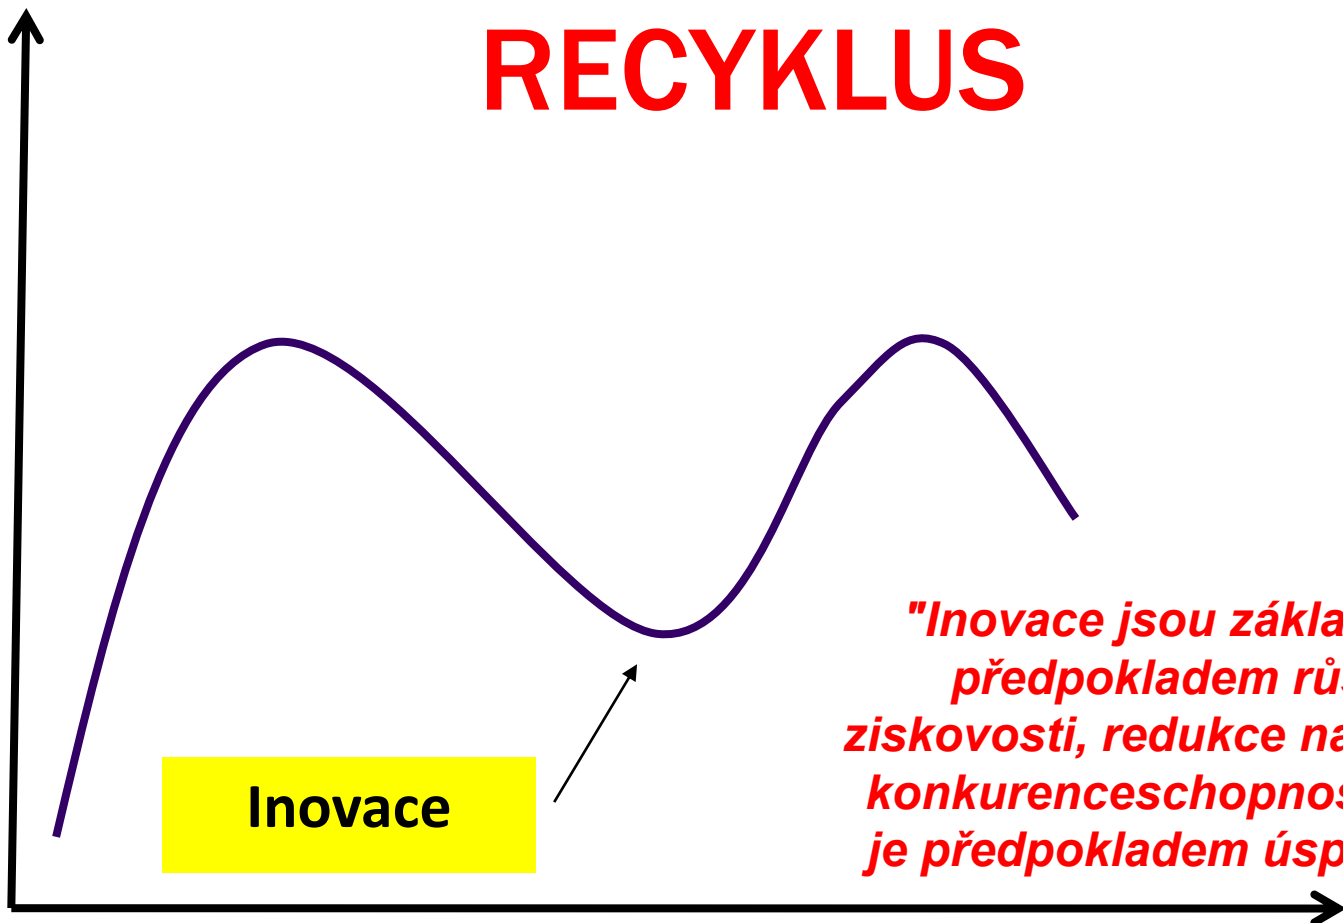 RECYKLUS
Inovace
"Inovace jsou
předpokladem
ziskovosti, redukce
je předpokladem